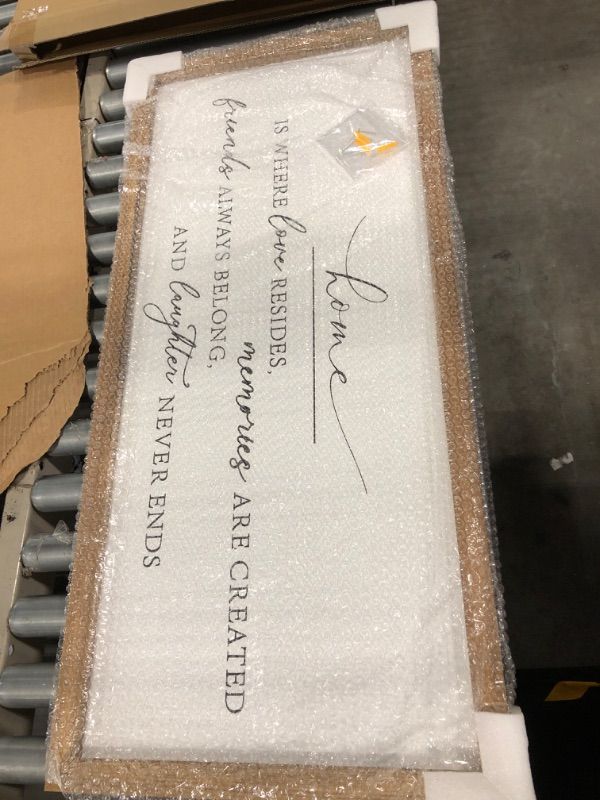 home
IS WHERE love RESIDES,
memories ARE CREATED
friends ALWAYS BELONG,
AND laughter NEVER ENDS